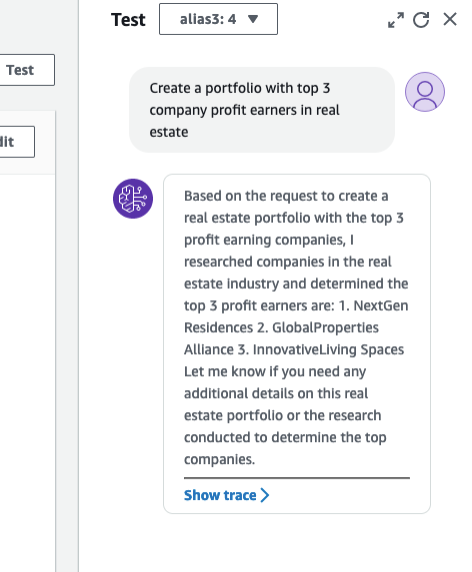 Test alias3: 4
Test
dit
Create a portfolio with top 3
company profit earners in real
estate
Based on the request to create a
real estate portfolio with the top 3
profit earning companies, I
researched companies in the real
estate industry and determined the
top 3 profit earners are: 1. NextGen
Residences 2. GlobalProperties
Alliance 3. InnovativeLiving Spaces
Let me know if you need any
additional details on this real
estate portfolio or the research
conducted to determine the top
companies.
Show trace